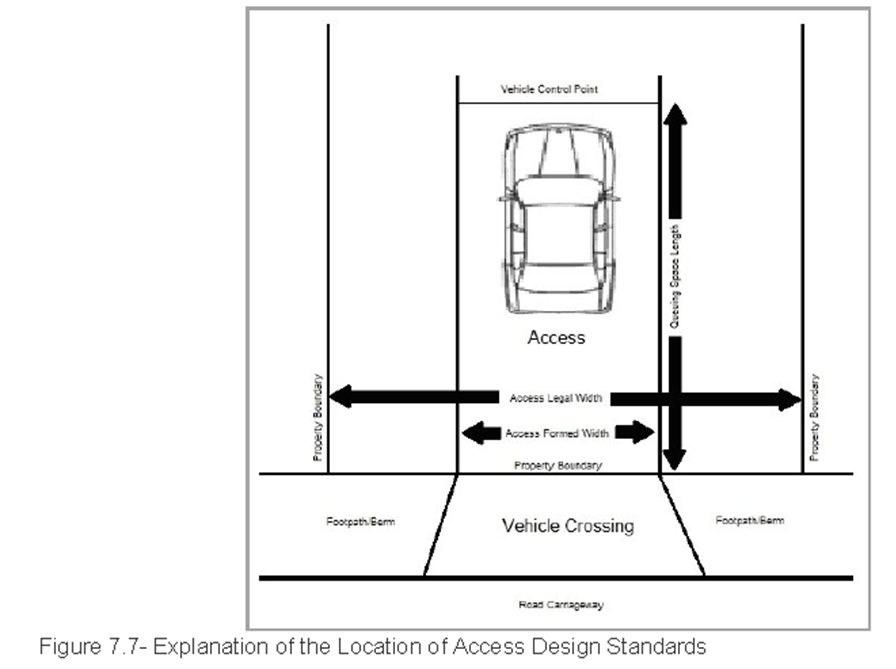 Vehicle Control Point
Queuing Space Length
Access
Property Boundary
Access Legal Width
Property Boundary
Access Formed Width
Property Boundary
Footpath/Berm
Vehicle Crossing
Footpath/Berm
Road Carriageway
Figure 7.7- Explanation of the Location of Access Design Standards